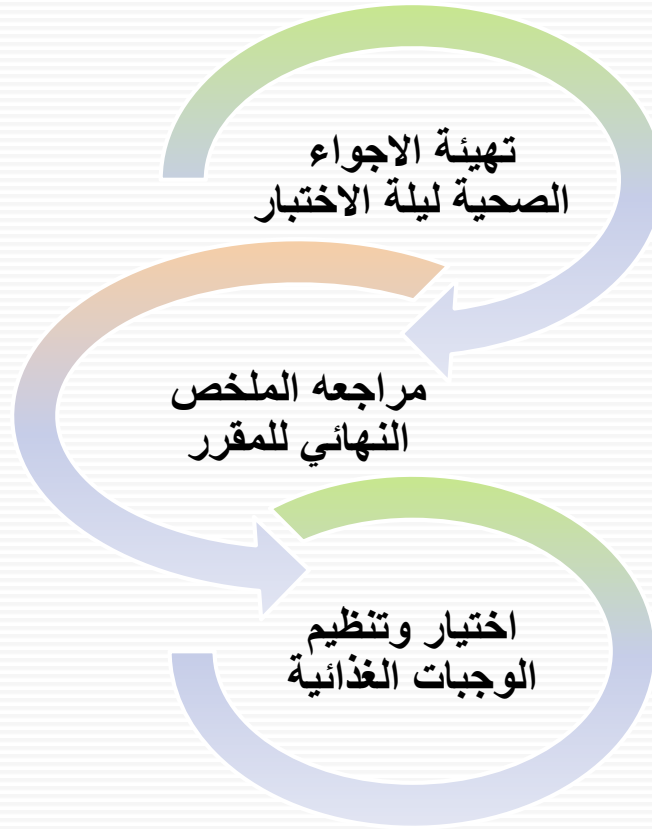 تهيئة الاجواء
الصحية ليلة الاختبار
مراجعه الملخص
النهائي للمقرر
اختيار وتنظيم
الوجبات الغذائية